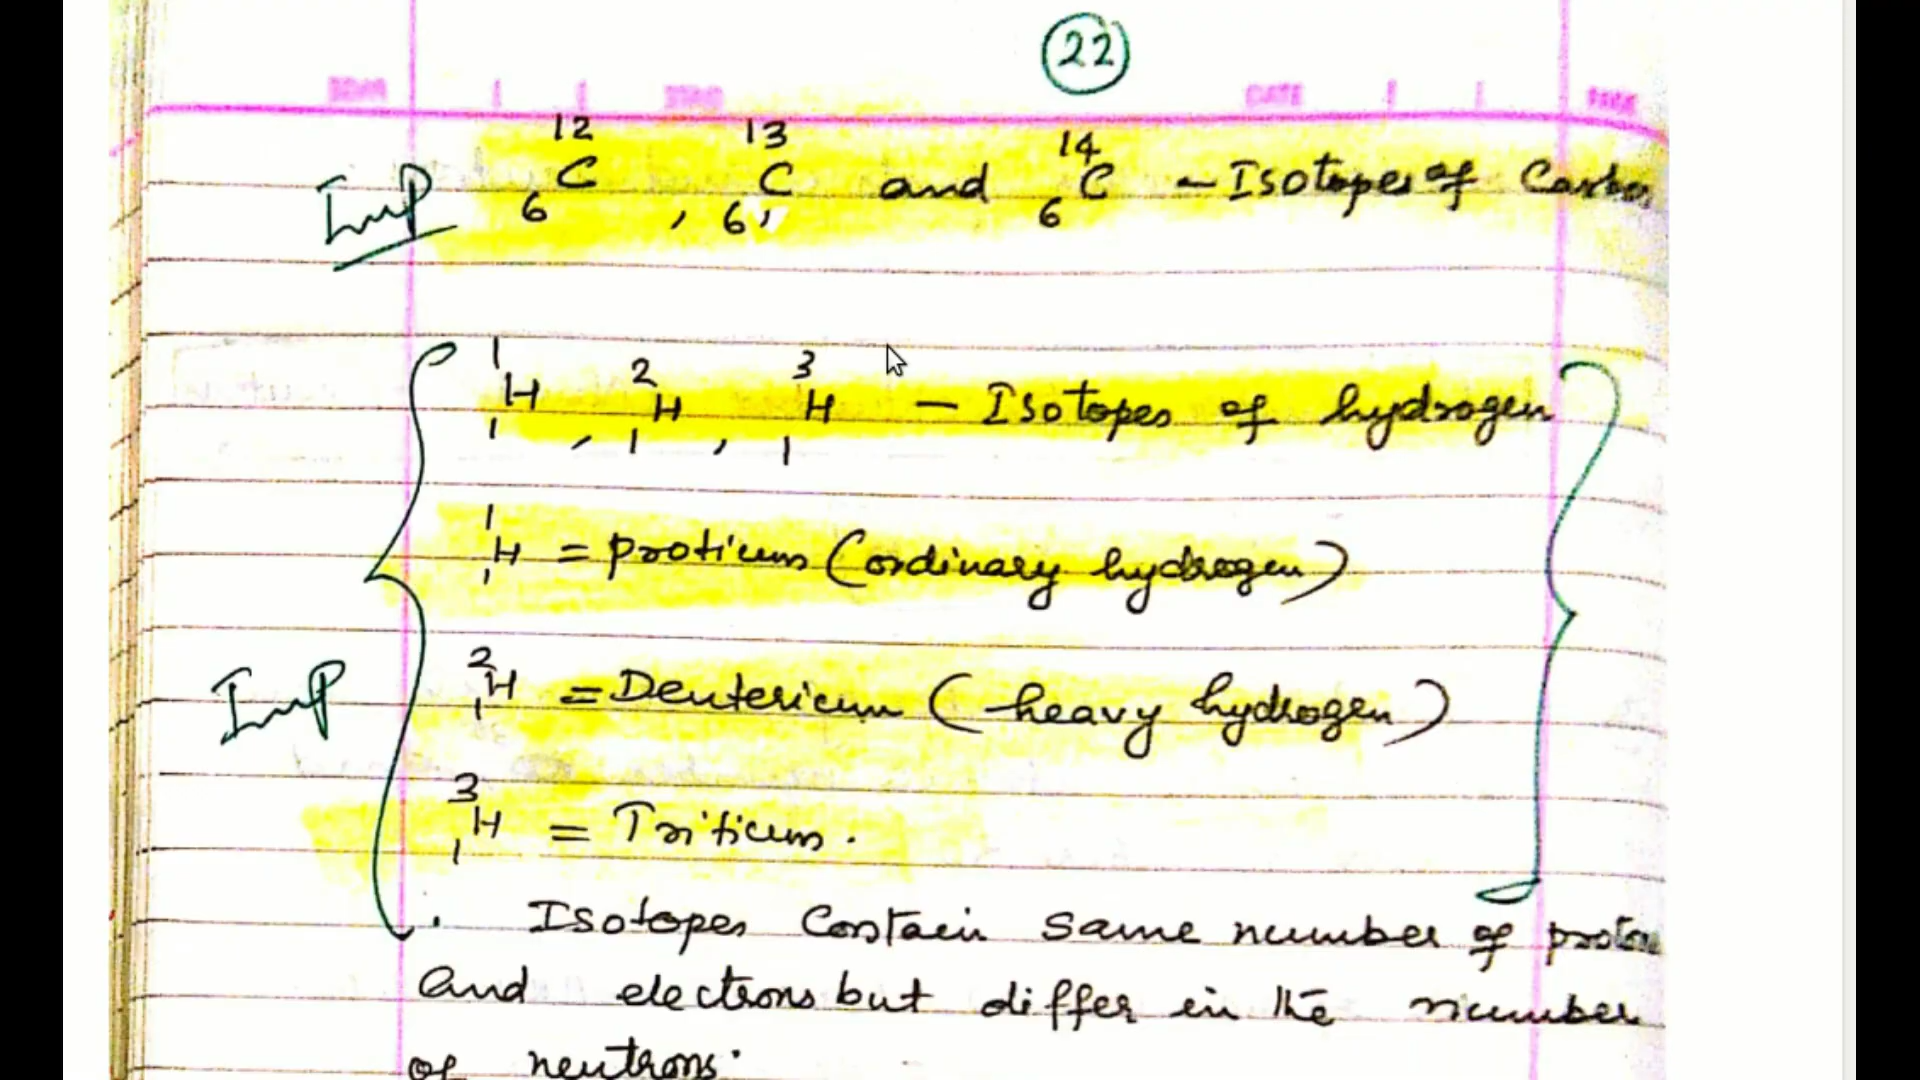 22
DATE
Imp ¹²₆C , ¹³₆C and ¹⁴₆C - Isotopes of Carbon
¹₁H , ²₁H , ³₁H - Isotopes of hydrogen
¹₁H = protium (ordinary hydrogen)
Imp ²₁H = Deuterium (heavy hydrogen)
³₁H = Tritium.
. Isotopes Contain same number of proton
and electrons but differ in the number
of neutrons.